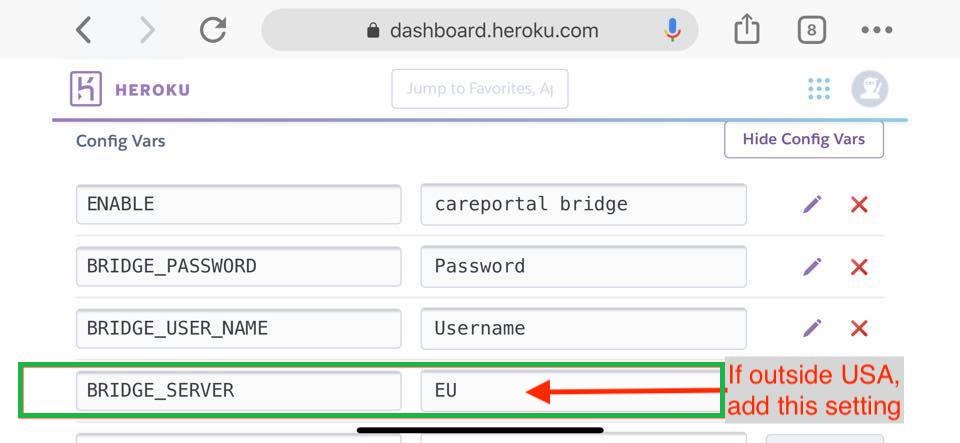 dashboard.heroku.com
8
HEROKU
Jump to Favorites, Ap
Config Vars
Hide Config Vars
ENABLE
careportal bridge
BRIDGE_PASSWORD
Password
BRIDGE_USER_NAME
Username
BRIDGE_SERVER
EU
If outside USA,
add this setting